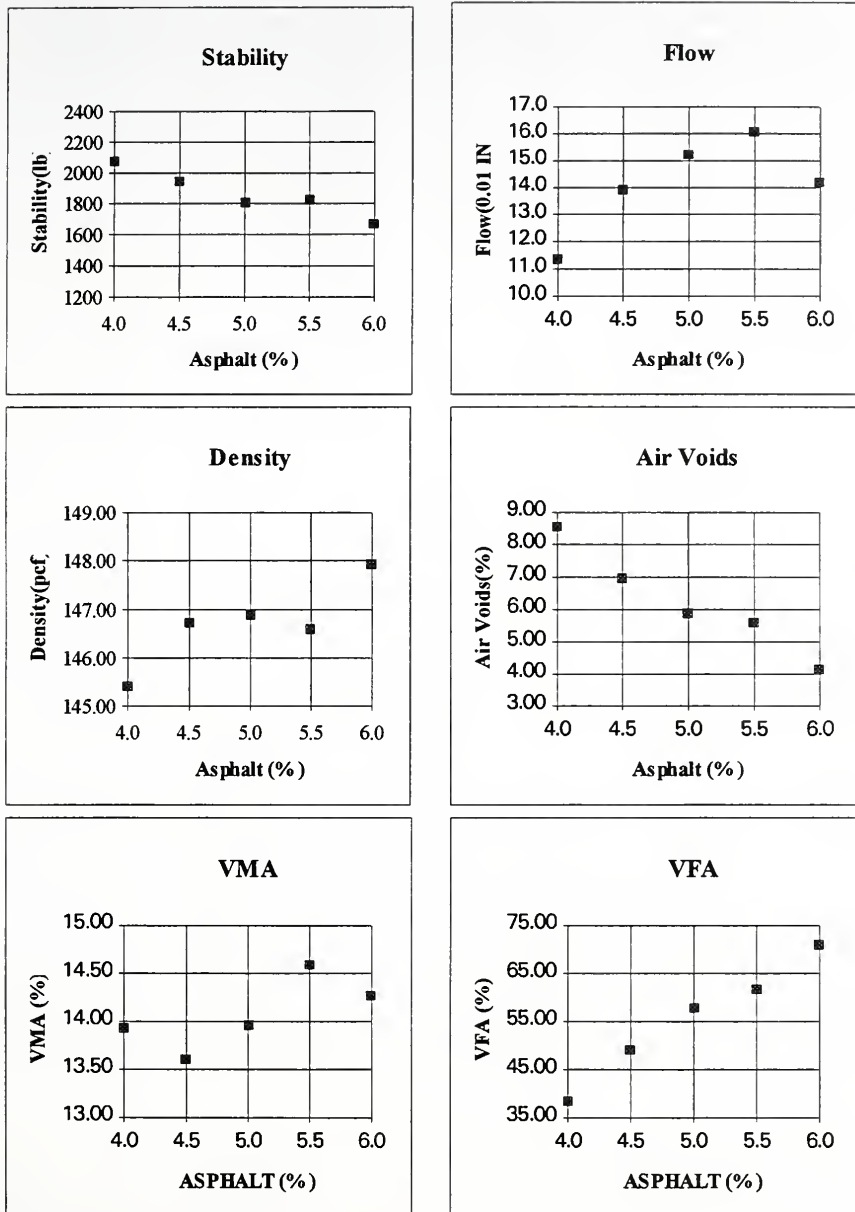 Stability
Stability(lb
2400
2200
2000
1800
1600
1400
1200
4.0 4.5 5.0 5.5 6.0
Asphalt (%)
Flow
Flow(0.01 IN
17.0
16.0
15.0
14.0
13.0
12.0
11.0
10.0
4.0 4.5 5.0 5.5 6.0
Asphalt (%)
Density
Density(pcf
149.00
148.00
147.00
146.00
145.00
4.0 4.5 5.0 5.5 6.0
Asphalt (%)
Air Voids
Air Voids(%)
9.00
8.00
7.00
6.00
5.00
4.00
3.00
4.0 4.5 5.0 5.5 6.0
Asphalt (%)
VMA
VMA (%)
15.00
14.50
14.00
13.50
13.00
4.0 4.5 5.0 5.5 6.0
ASPHALT (%)
VFA
VFA (%)
75.00
65.00
55.00
45.00
35.00
4.0 4.5 5.0 5.5 6.0
ASPHALT (%)